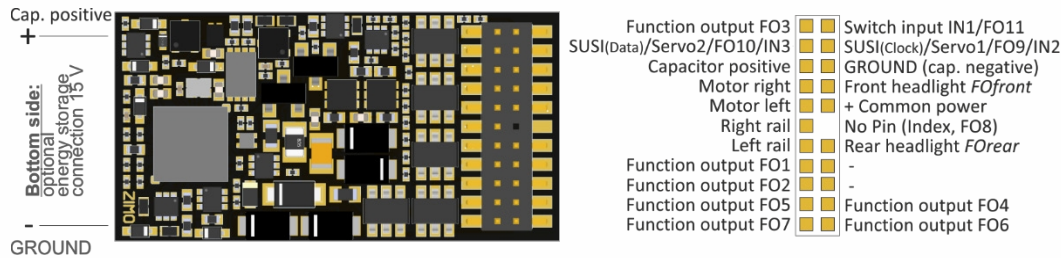 Cap. positive
+
Bottom side:
optional
energy storage
connection 15 V
-
GROUND
ZIMO
Function output FO3 Switch input IN1/FO11
SUSI(Data)/Servo2/FO10/IN3 SUSI(Clock)/Servo1/FO9/IN2
Capacitor positive GROUND (cap. negative)
Motor right Front headlight FOfront
Motor left + Common power
Right rail No Pin (Index, FO8)
Left rail Rear headlight FOrear
Function output FO1 -
Function output FO2 -
Function output FO5 Function output FO4
Function output FO7 Function output FO6